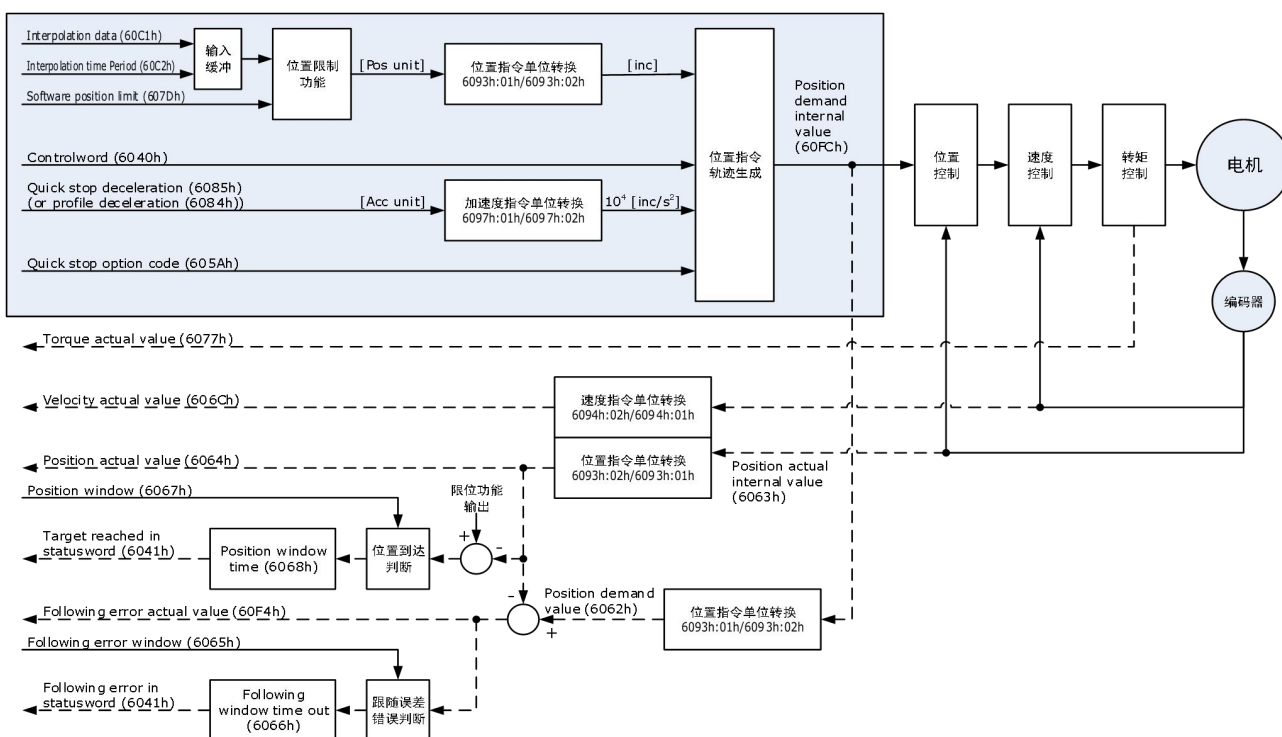 Interpolation data (60C1h)
Interpolation time Period (60C2h)
Software position limit (607Dh)
输入
缓冲
位置限制
功能
[Pos unit]
位置指令单位转换
6093h:01h/6093h:02h
[inc]
Controlword (6040h)
Quick stop deceleration (6085h)
(or profile deceleration (6084h))
[Acc unit]
加速度指令单位转换
6097h:01h/6097h:02h
10⁴ [inc/s²]
Quick stop option code (605Ah)
位置指令
轨迹生成
Position
demand
internal
value
(60FCh)
位置
控制
速度
控制
转矩
控制
电机
编码器
Torque actual value (6077h)
Velocity actual value (606Ch)
速度指令单位转换
6094h:02h/6094h:01h
Position actual value (6064h)
位置指令单位转换
6093h:02h/6093h:01h
Position actual
internal value
(6063h)
Position window (6067h)
限位功能
输出
+
-
Target reached in
statusword (6041h)
Position window
time (6068h)
位置到达
判断
-
+
Position demand
value (6062h)
位置指令单位转换
6093h:01h/6093h:02h
Following error actual value (60F4h)
Following error window (6065h)
Following error in
statusword (6041h)
Following
window time out
(6066h)
跟随误差
错误判断